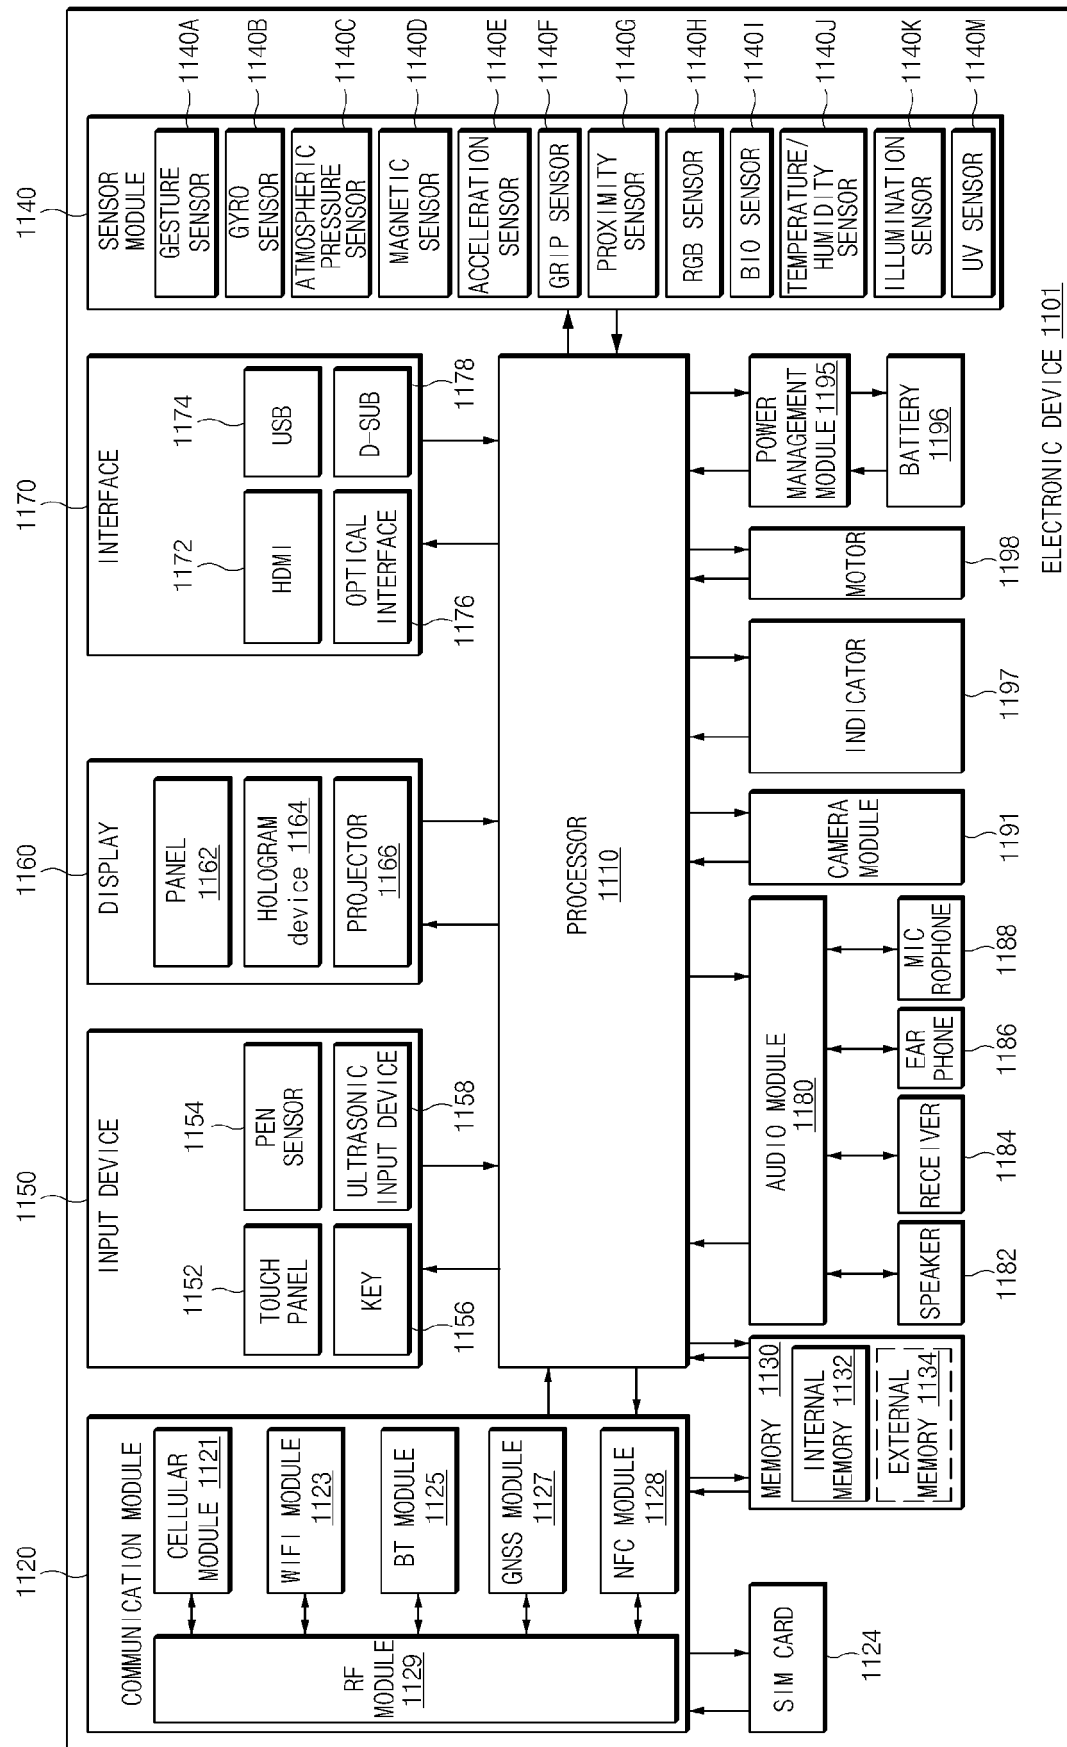 1120
COMMUNICATION MODULE
RF
MODULE
1129
CELLULAR
MODULE 1121
WIFI MODULE
1123
BT MODULE
1125
GNSS MODULE
1127
NFC MODULE
1128
SIM CARD
1124
1150
INPUT DEVICE
1152
TOUCH
PANEL
1154
PEN
SENSOR
KEY
1156
ULTRASONIC
INPUT DEVICE
1158
1160
DISPLAY
PANEL
1162
HOLOGRAM
device 1164
PROJECTOR
1166
1170
INTERFACE
1172
HDMI
1174
USB
OPTICAL
INTERFACE
1176
D-SUB
1178
1140
SENSOR
MODULE
GESTURE
SENSOR
1140A
GYRO
SENSOR
1140B
ATMOSPHERIC
PRESSURE
SENSOR
1140C
MAGNETIC
SENSOR
1140D
ACCELERATION
SENSOR
1140E
GRIP SENSOR
1140F
PROXIMITY
SENSOR
1140G
RGB SENSOR
1140H
BIO SENSOR
1140I
TEMPERATURE/
HUMIDITY
SENSOR
1140J
ILLUMINATION
SENSOR
1140K
UV SENSOR
1140M
PROCESSOR
1110
MEMORY 1130
INTERNAL
MEMORY 1132
EXTERNAL
MEMORY 1134
AUDIO MODULE
1180
SPEAKER
1182
RECEIVER
1184
EAR
PHONE
1186
MIC
ROPHONE
1188
CAMERA
MODULE
1191
INDICATOR
1197
MOTOR
1198
POWER
MANAGEMENT
MODULE 1195
BATTERY
1196
ELECTRONIC DEVICE 1101